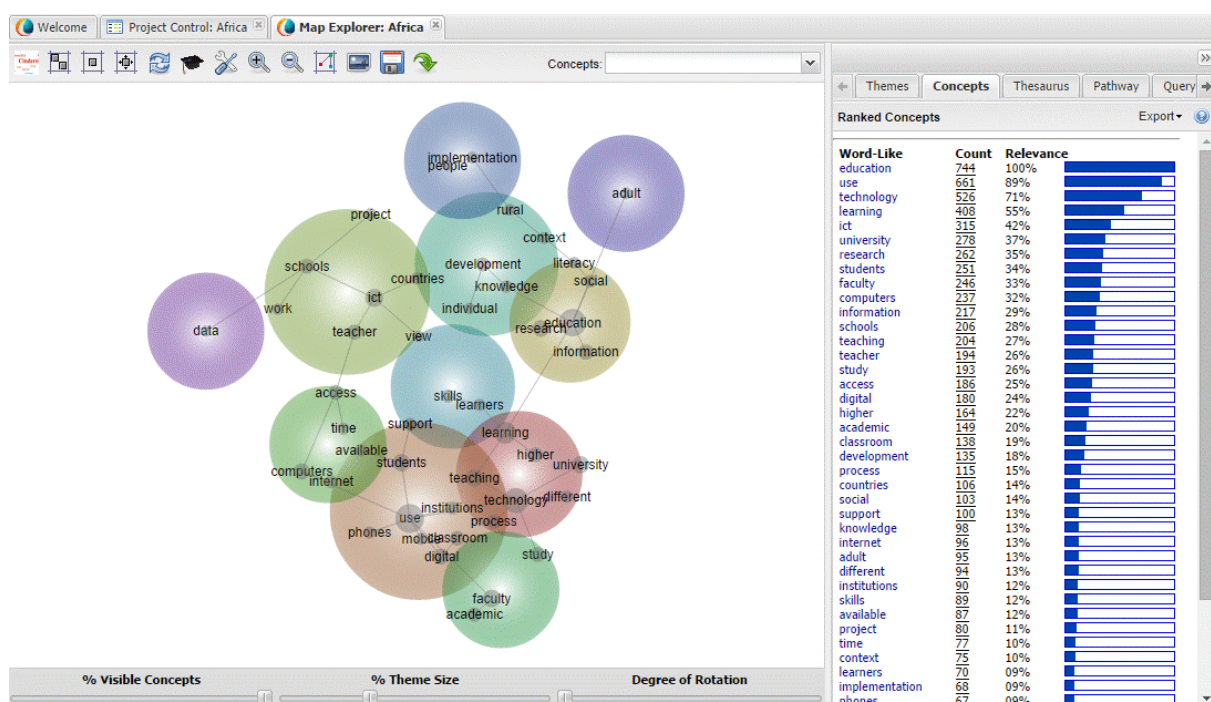 Welcome Project Control: Africa Map Explorer: Africa
Concepts:
Themes Concepts Thesaurus Pathway Query
Ranked Concepts Export
Word-Like Count Relevance
education 744 100%
use 661 89%
technology 526 71%
learning 408 55%
ict 315 42%
university 278 37%
research 262 35%
students 251 34%
faculty 246 33%
computers 237 32%
information 217 29%
schools 206 28%
teaching 204 27%
teacher 194 26%
study 193 26%
access 186 25%
digital 180 24%
higher 164 22%
academic 149 20%
classroom 138 19%
development 135 18%
process 115 15%
countries 106 14%
social 103 14%
support 100 13%
knowledge 98 13%
internet 96 13%
adult 95 13%
different 94 13%
institutions 90 12%
skills 89 12%
available 87 12%
project 80 11%
time 77 10%
context 75 10%
learners 70 09%
implementation 68 09%
phones 67 09%
implementation
people
adult
project
rural
context
schools
development
literacy
countries
social
knowledge
ict
work
individual
data
teacher
view
research
education
information
access
skills
learners
time
support
learning
available
students
higher
university
computers
internet
teaching
technology
different
institutions
use
process
phones
mobile
classroom
digital
study
faculty
academic
% Visible Concepts % Theme Size Degree of Rotation